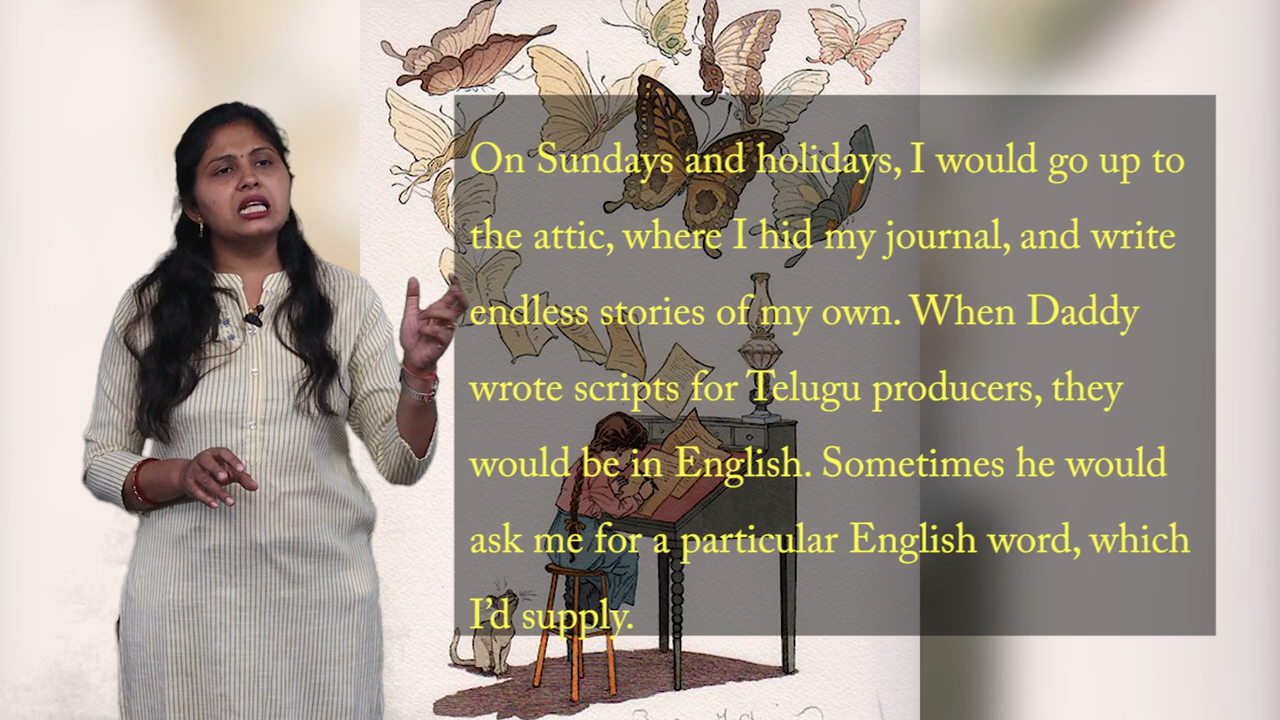 On Sundays and holidays, I would go up to
the attic, where I hid my journal, and write
endless stories of my own. When Daddy
wrote scripts for Telugu producers, they
would be in English. Sometimes he would
ask me for a particular English word, which
I'd supply.